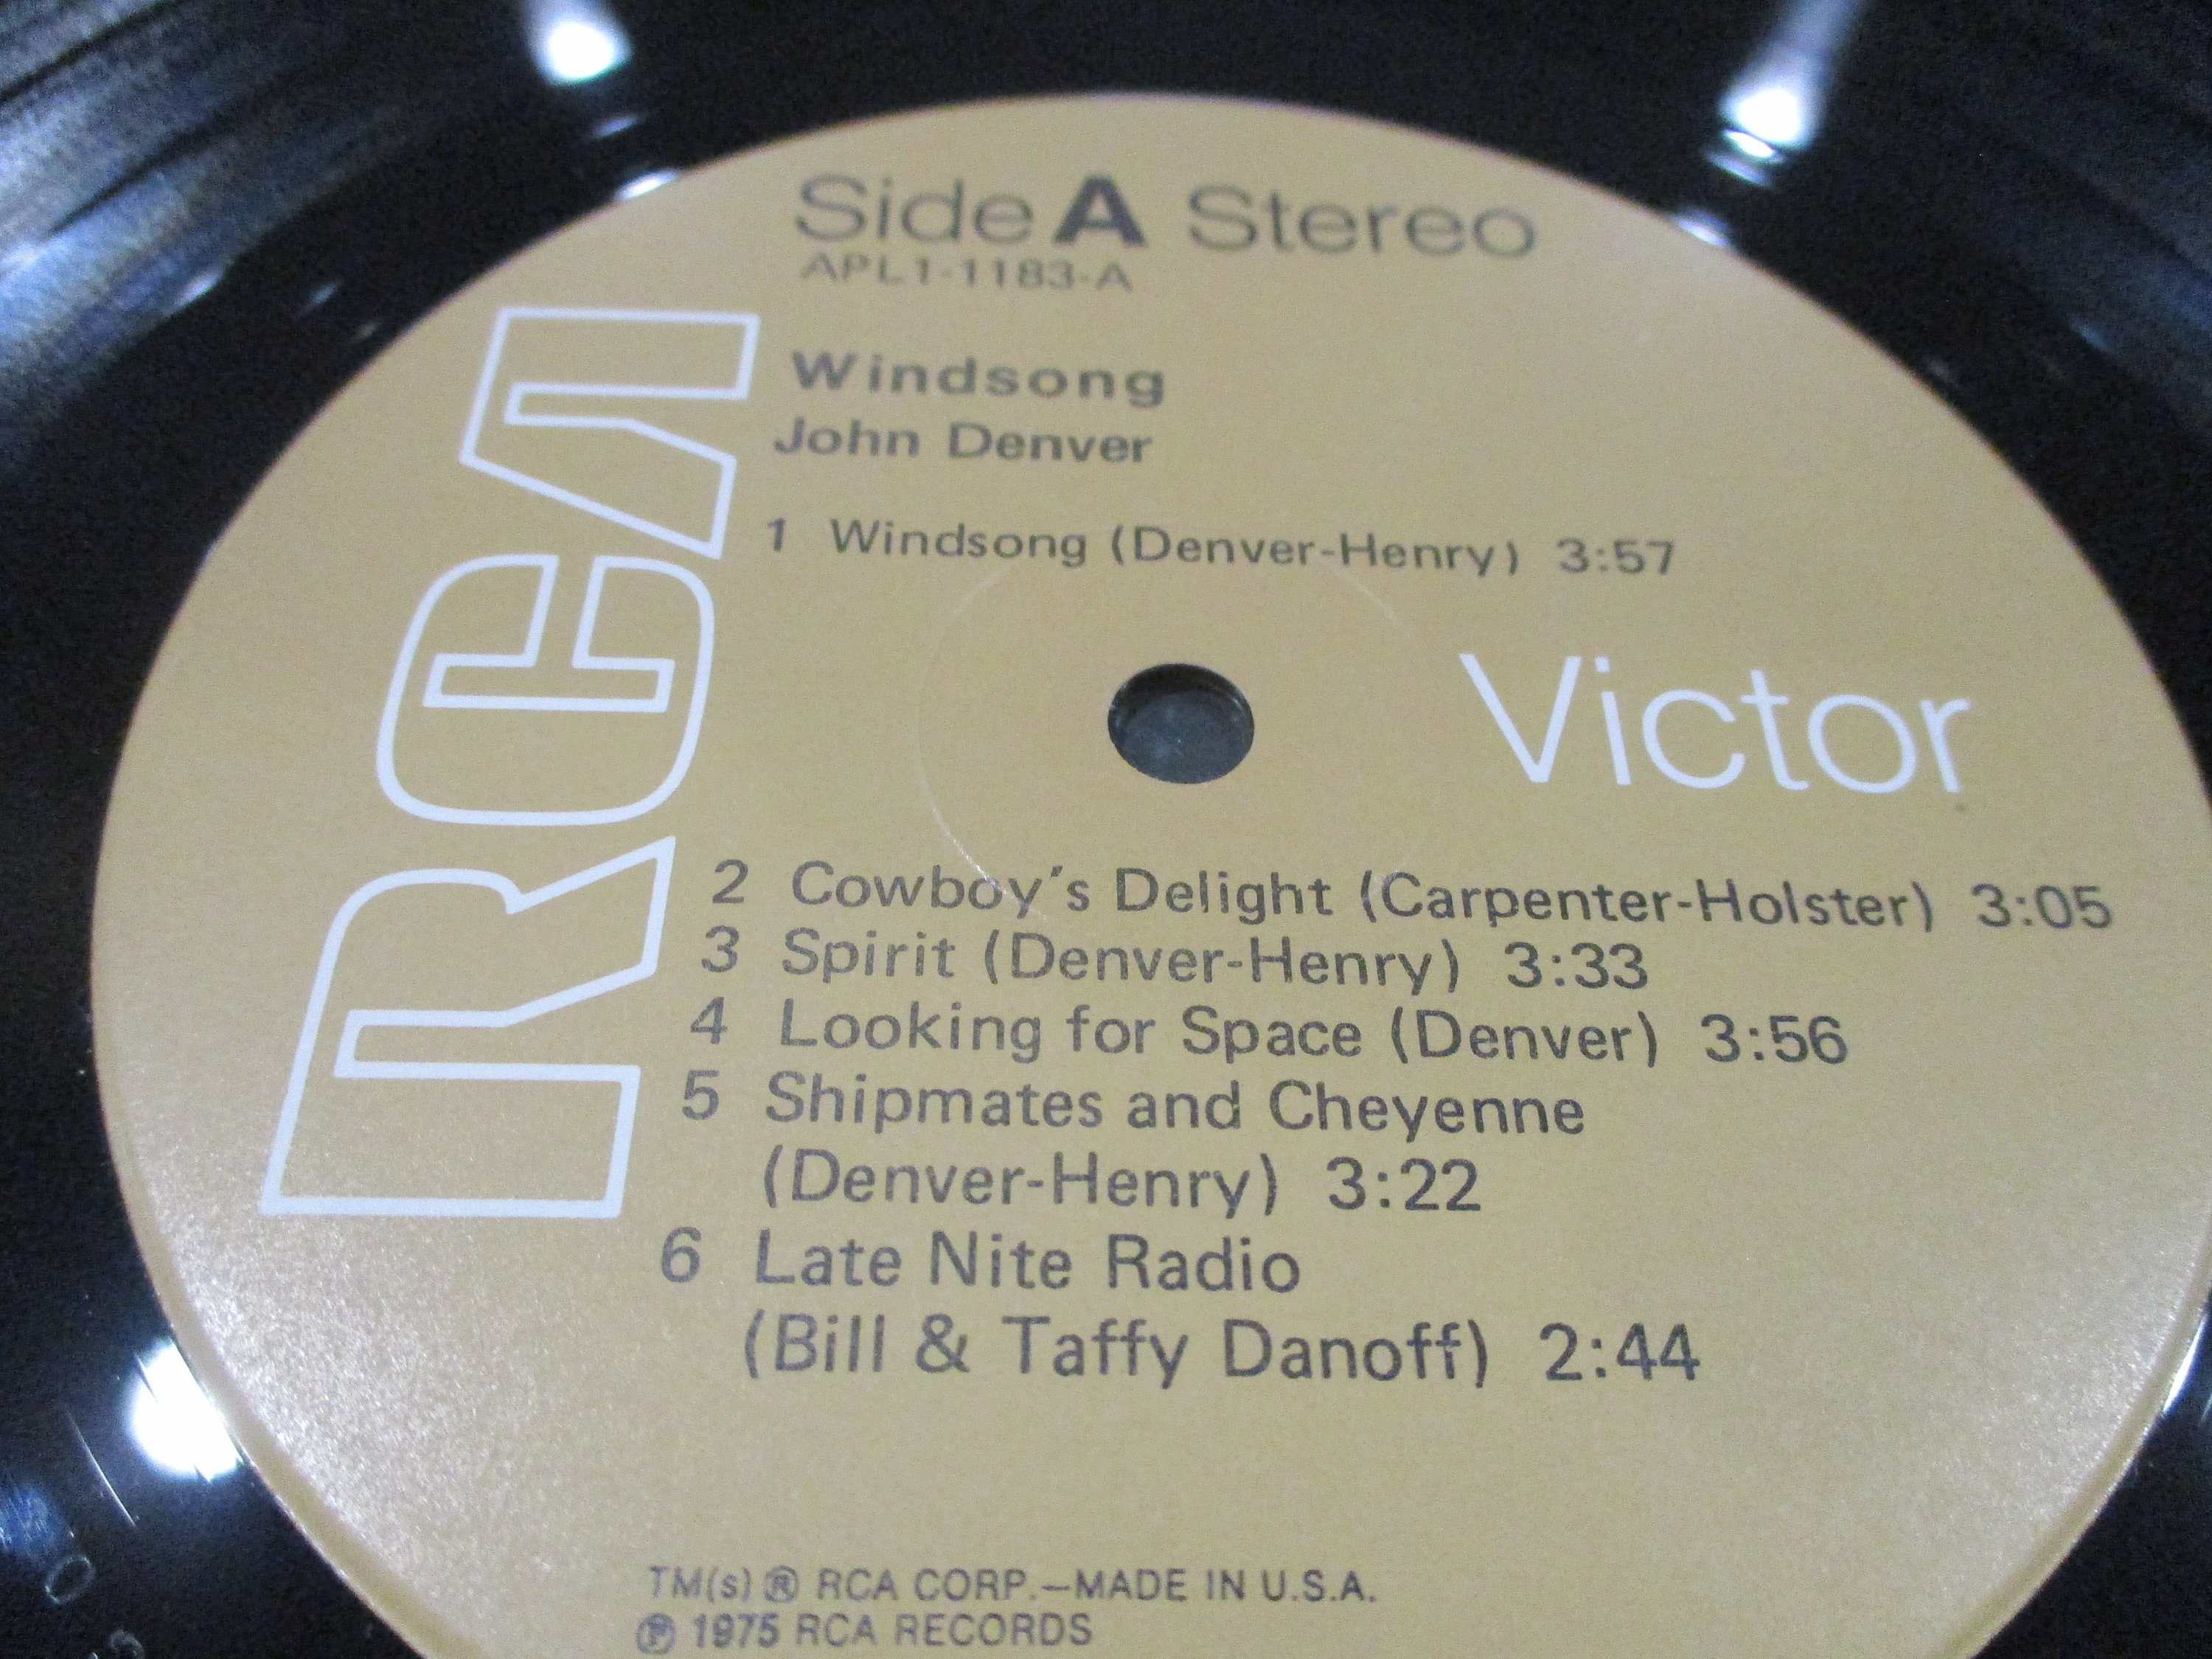 Side A Stereo
APL1-1183-A
RCA
Windsong
John Denver
1 Windsong (Denver-Henry) 3:57
Victor
2 Cowboy's Delight (Carpenter-Holster) 3:05
3 Spirit (Denver-Henry) 3:33
4 Looking for Space (Denver) 3:56
5 Shipmates and Cheyenne
(Denver-Henry) 3:22
6 Late Nite Radio
(Bill & Taffy Danoff) 2:44
TM(s) ® RCA CORP.—MADE IN U.S.A.
℗ 1975 RCA RECORDS